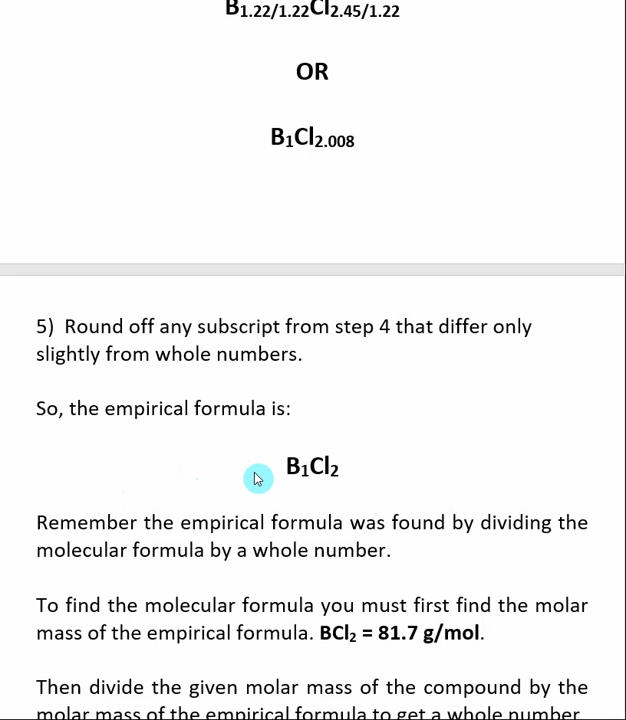 B₁.₂₂/₁.₂₂Cl₂.₄₅/₁.₂₂
OR
B₁Cl₂.₀₀₈
5) Round off any subscript from step 4 that differ only
slightly from whole numbers.
So, the empirical formula is:
B₁Cl₂
Remember the empirical formula was found by dividing the
molecular formula by a whole number.
To find the molecular formula you must first find the molar
mass of the empirical formula. BCl₂ = 81.7 g/mol.
Then divide the given molar mass of the compound by the
molar mass of the empirical formula to get a whole number